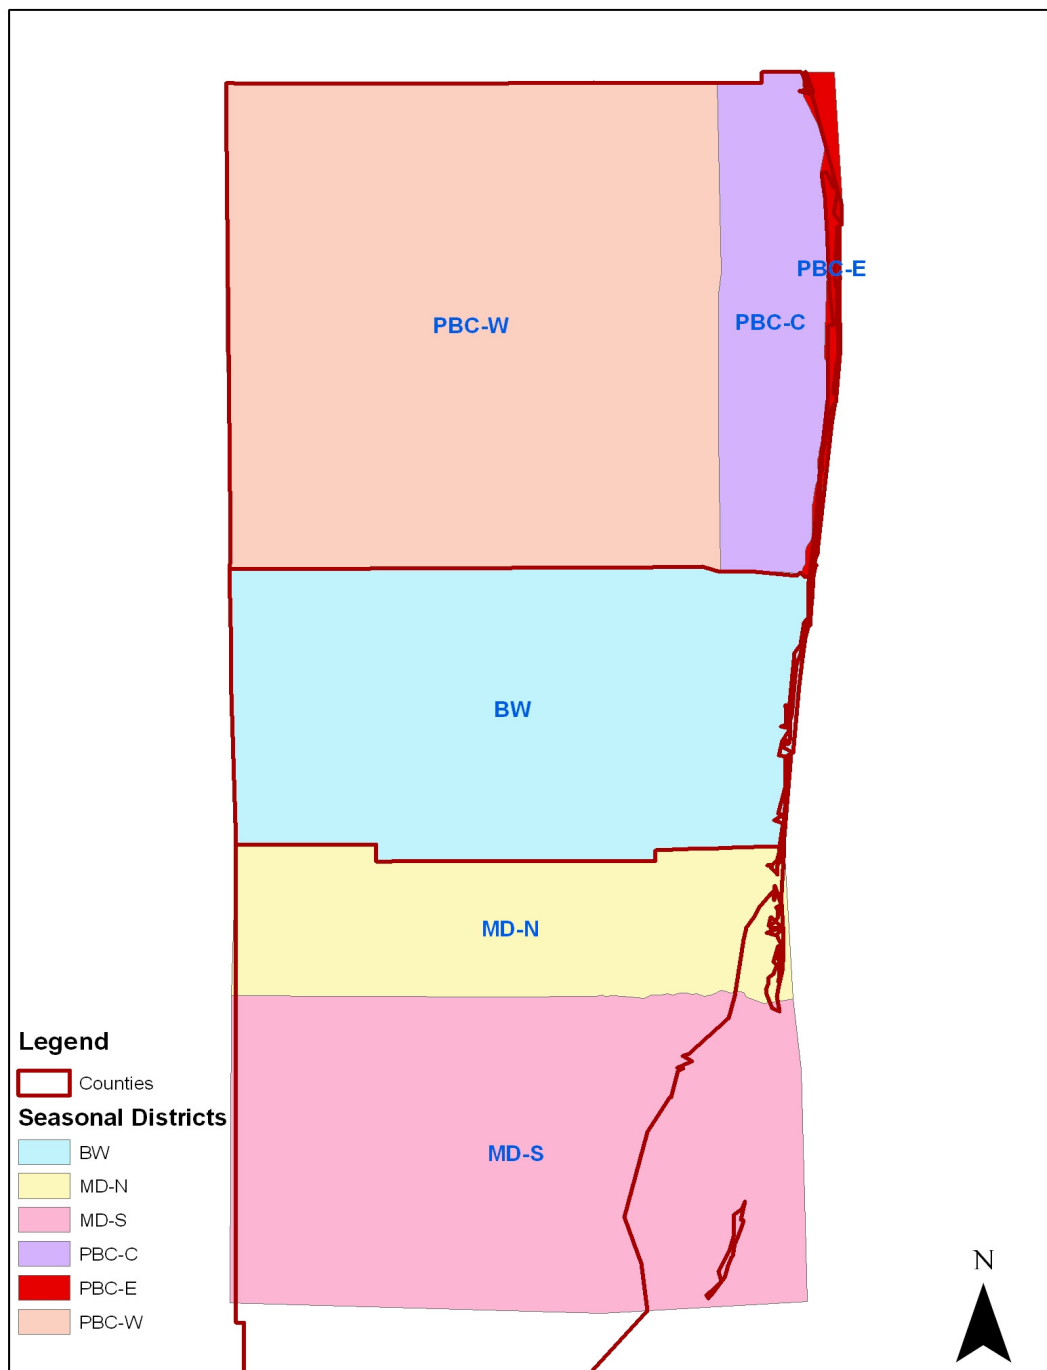 PBC-E
PBC-W
PBC-C
BW
MD-N
MD-S
Legend
Counties
Seasonal Districts
BW
MD-N
MD-S
PBC-C
PBC-E
PBC-W
N